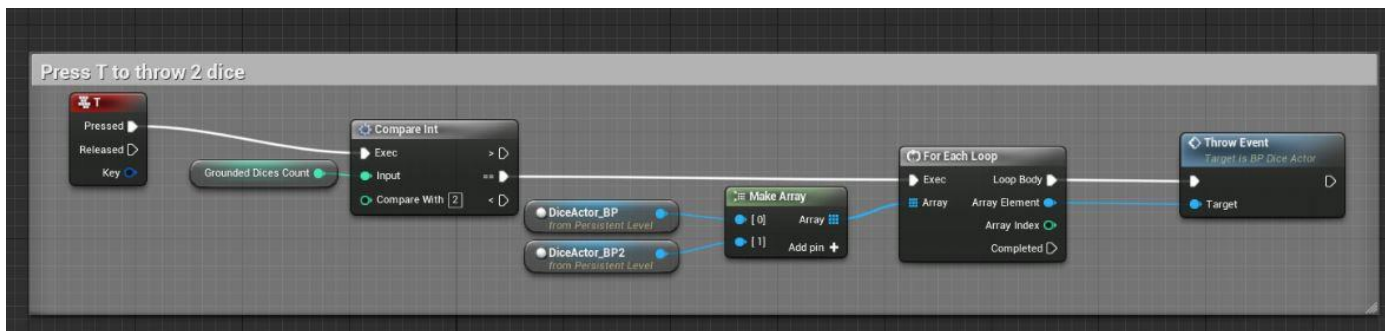 Press T to throw 2 dice
T
Pressed
Released
Key
Grounded Dices Count
Compare Int
Exec
>
Input
==
Compare With 2
<
DiceActor_BP
from Persistent Level
DiceActor_BP2
from Persistent Level
Make Array
[0]
Array
[1]
Add pin +
For Each Loop
Exec
Loop Body
Array
Array Element
Array Index
Completed
Throw Event
Target is BP Dice Actor
Target